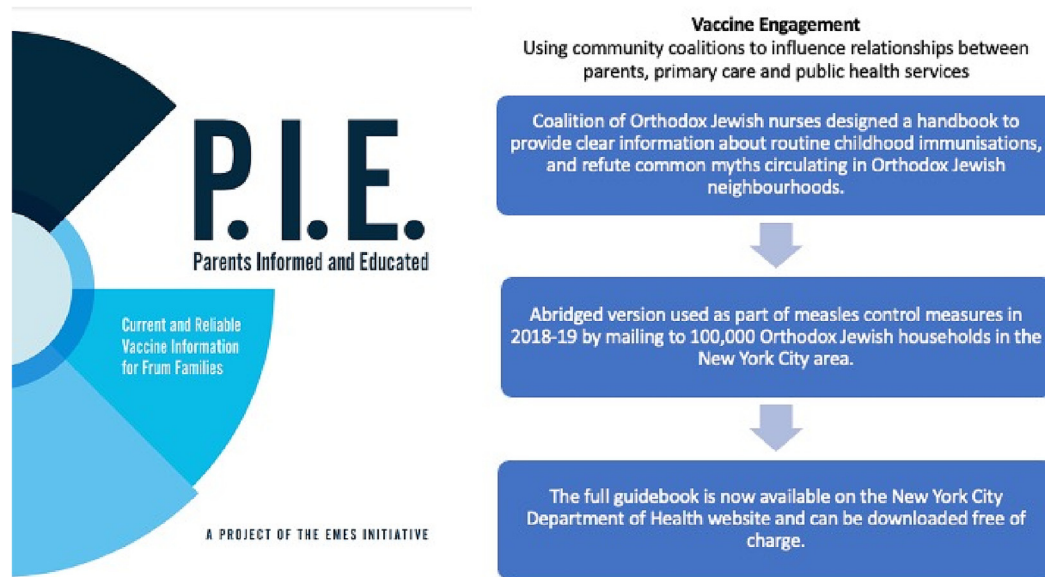 P. I. E.
Parents Informed and Educated
Current and Reliable
Vaccine Information
for Frum Families
A PROJECT OF THE EMES INITIATIVE
Vaccine Engagement
Using community coalitions to influence relationships between
parents, primary care and public health services
Coalition of Orthodox Jewish nurses designed a handbook to
provide clear information about routine childhood immunisations,
and refute common myths circulating in Orthodox Jewish
neighbourhoods.
Abridged version used as part of measles control measures in
2018-19 by mailing to 100,000 Orthodox Jewish households in the
New York City area.
The full guidebook is now available on the New York City
Department of Health website and can be downloaded free of
charge.